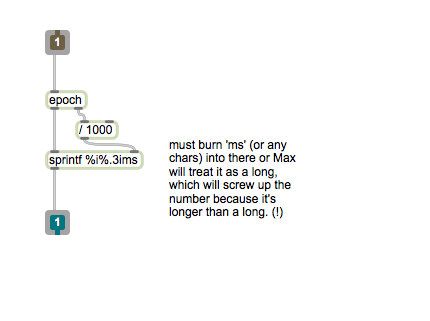 1
epoch
/ 1000
sprintf %i%.3ims
must burn 'ms' (or any
chars) into there or Max
will treat it as a long,
which will screw up the
number because it's
longer than a long. (!)
1